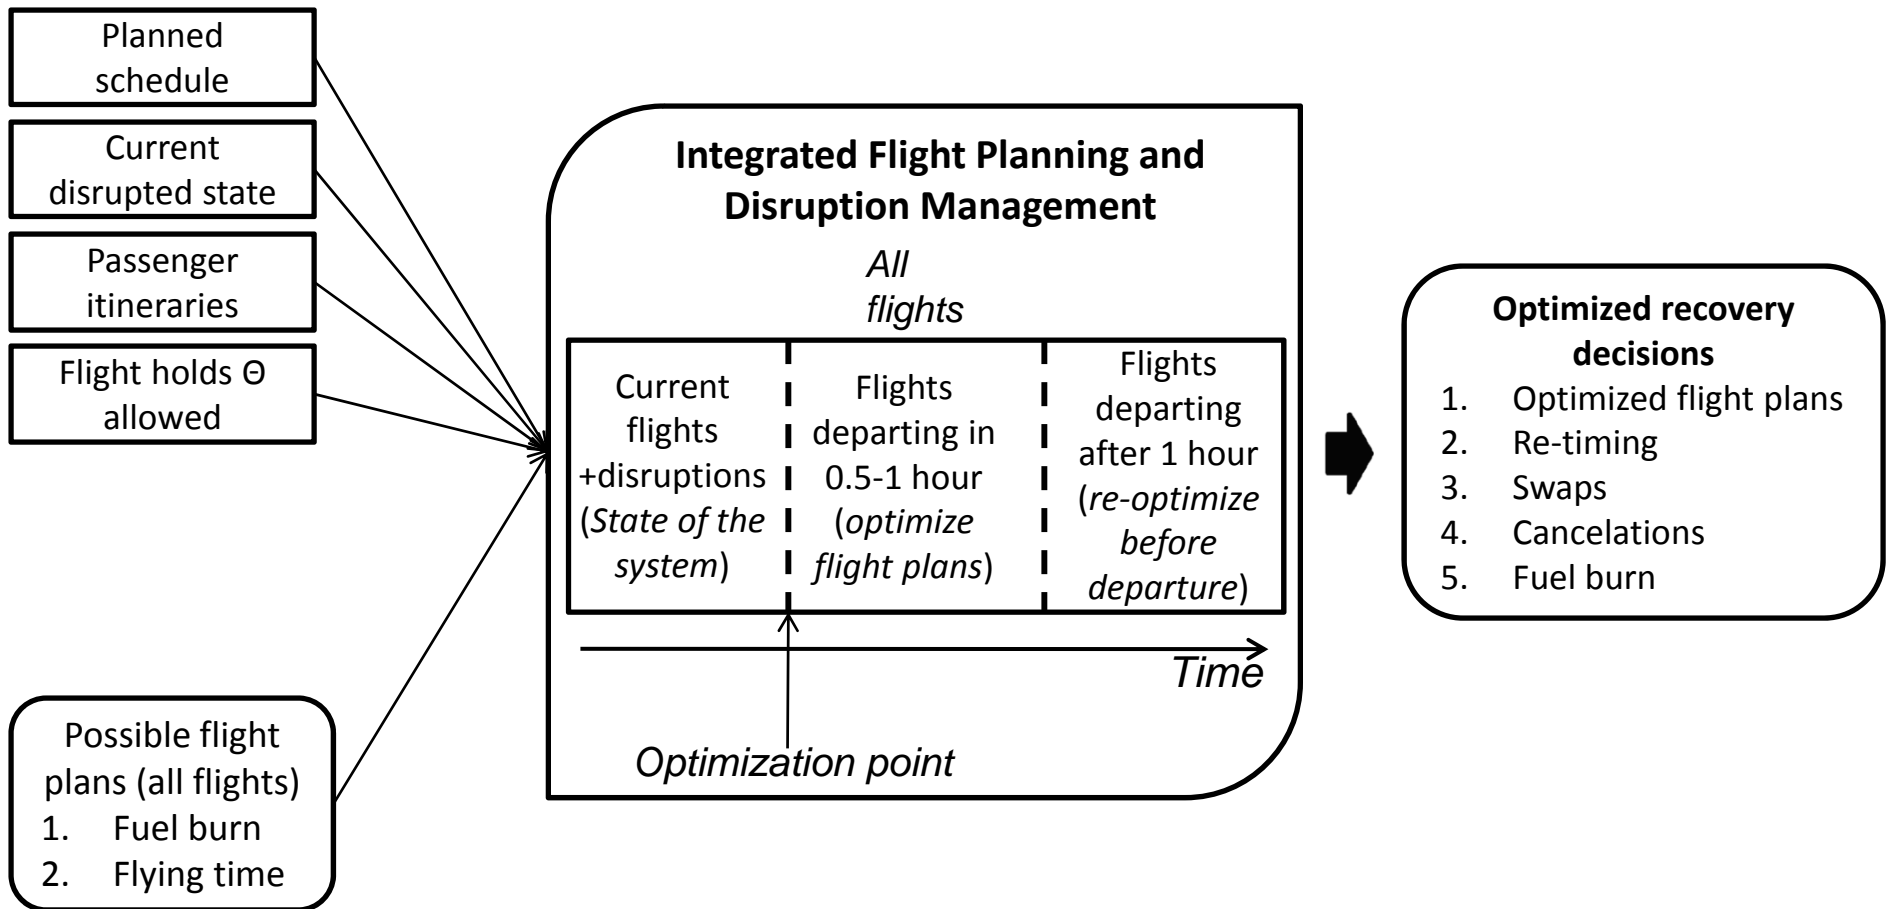 Planned
schedule
Current
disrupted state
Passenger
itineraries
Flight holds Θ
allowed
Possible flight
plans (all flights)
1. Fuel burn
2. Flying time
Integrated Flight Planning and
Disruption Management
All
flights
Current
flights
+disruptions
(State of the
system)
Flights
departing in
0.5-1 hour
(optimize
flight plans)
Flights
departing
after 1 hour
(re-optimize
before
departure)
Time
Optimization point
Optimized recovery
decisions
1. Optimized flight plans
2. Re-timing
3. Swaps
4. Cancelations
5. Fuel burn